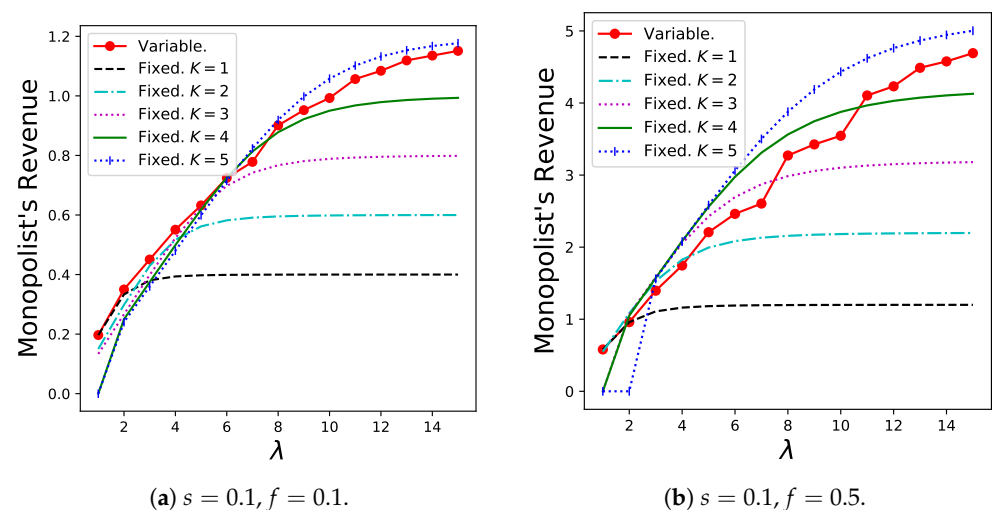 Monopolist's Revenue
1.2
1.0
0.8
0.6
0.4
0.2
0.0
Variable.
Fixed. K = 1
Fixed. K = 2
Fixed. K = 3
Fixed. K = 4
Fixed. K = 5
2 4 6 8 10 12 14
λ
(a) s = 0.1, f = 0.1.
Monopolist's Revenue
5
4
3
2
1
0
Variable.
Fixed. K = 1
Fixed. K = 2
Fixed. K = 3
Fixed. K = 4
Fixed. K = 5
2 4 6 8 10 12 14
λ
(b) s = 0.1, f = 0.5.